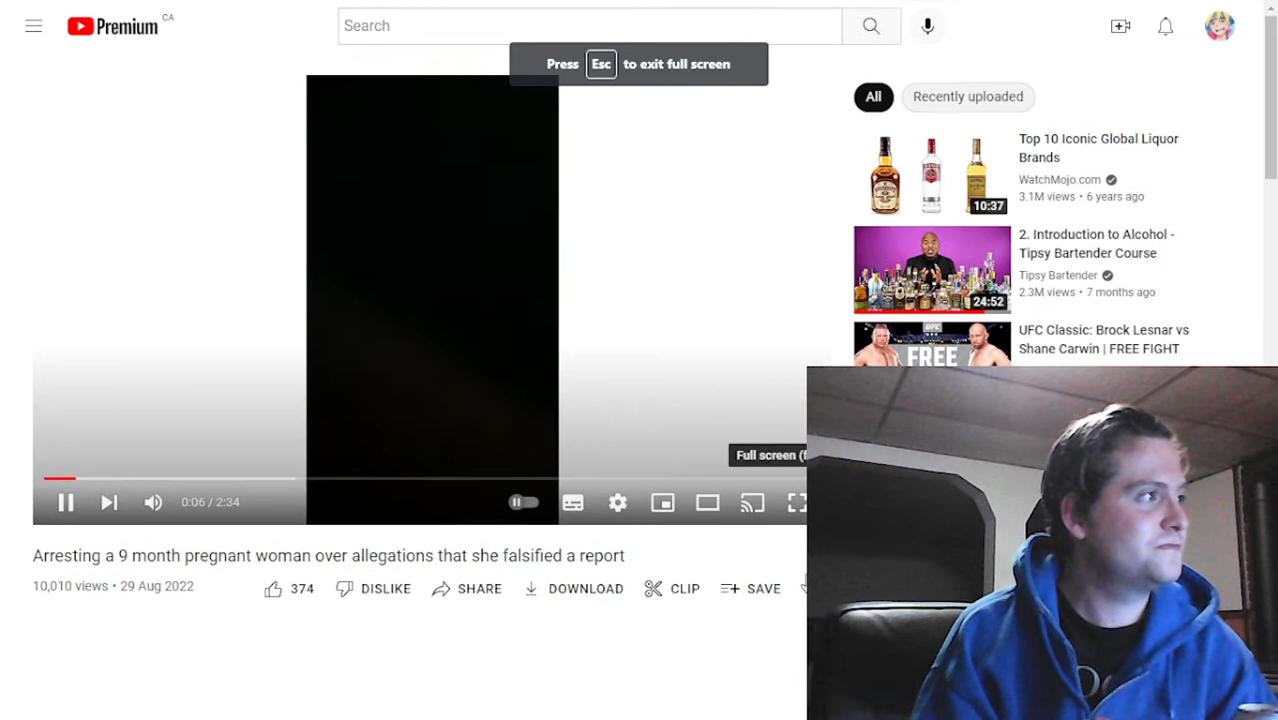 Premium CA
Search
Press Esc to exit full screen
All
Recently uploaded
10:37
Top 10 Iconic Global Liquor
Brands
WatchMojo.com
3.1M views • 6 years ago
24:52
2. Introduction to Alcohol -
Tipsy Bartender Course
Tipsy Bartender
2.3M views • 7 months ago
UFC
FREE
UFC Classic: Brock Lesnar vs
Shane Carwin | FREE FIGHT
Full screen (f
0:06 / 2:34
Arresting a 9 month pregnant woman over allegations that she falsified a report
10,010 views • 29 Aug 2022
374
DISLIKE
SHARE
DOWNLOAD
CLIP
SAVE